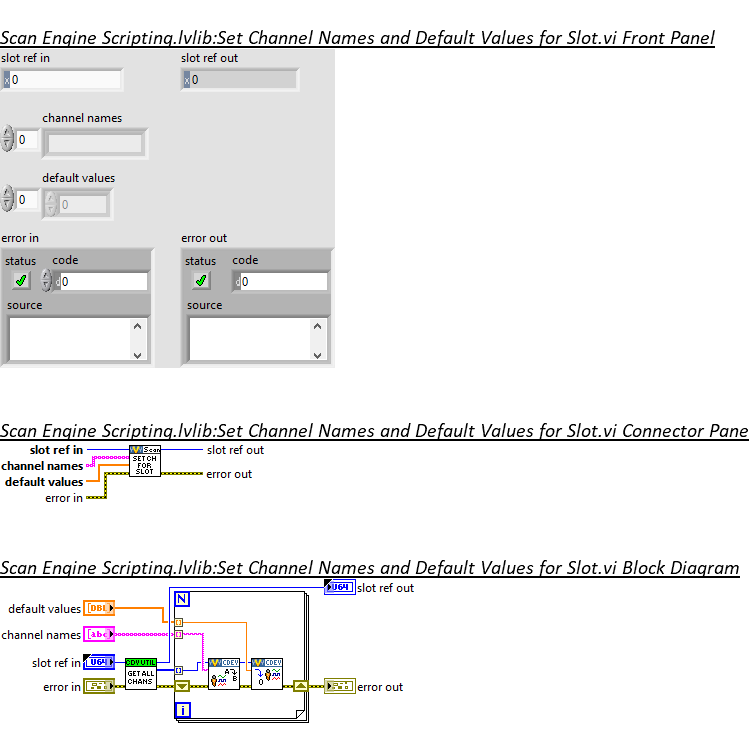 Scan Engine Scripting.lvlib:Set Channel Names and Default Values for Slot.vi Front Panel
slot ref in
slot ref out
x 0
x 0
channel names
0
default values
0
0
error in
error out
status code
status code
d 0
d 0
source
source
Scan Engine Scripting.lvlib:Set Channel Names and Default Values for Slot.vi Connector Pane
slot ref in
slot ref out
channel names
default values
error in
error out
Scan
SET CH
FOR
SLOT
Scan Engine Scripting.lvlib:Set Channel Names and Default Values for Slot.vi Block Diagram
U64
slot ref out
N
default values
[DBL]
channel names
[abc]
slot ref in
U64
CDV UTIL
GET ALL
CHANS
CDEV
A
B
CDEV
0
error in
error out
i